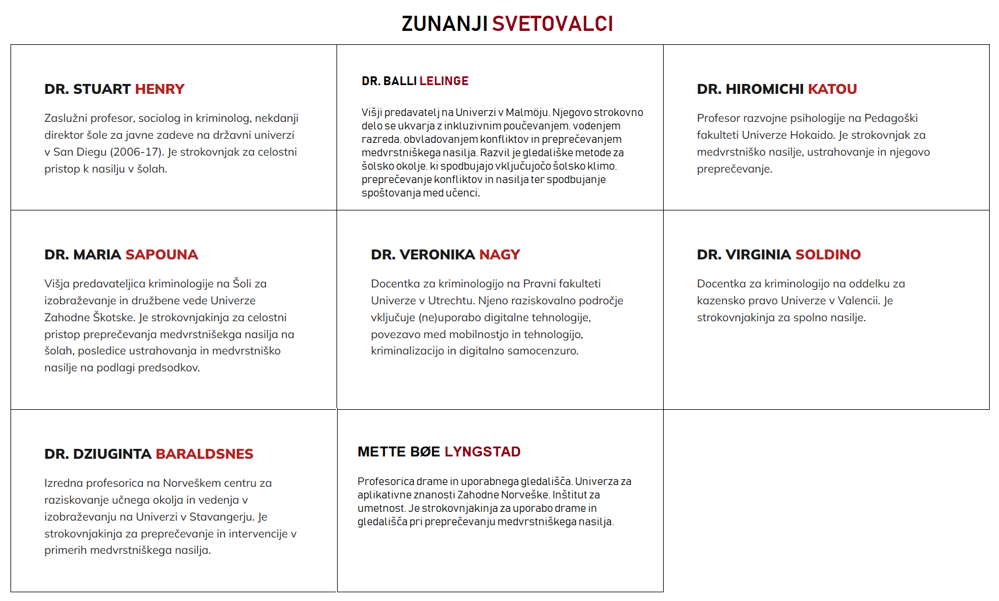 ZUNANJI SVETOVALCI
DR. STUART HENRY
Zaslužni profesor, sociolog in kriminolog, nekdanji
direktor šole za javne zadeve na državni univerzi
v San Diegu (2006-17). Je strokovnjak za celostni
pristop k nasilju v šolah.
DR. BALLI LELINGE
Višji predavatelj na Univerzi v Malmöju. Njegovo strokovno
delo se ukvarja z inkluzivnim poučevanjem, vodenjem
razreda, obvladovanjem konfliktov in preprečevanjem
medvrstniškega nasilja. Razvil je gledališke metode za
šolsko okolje, ki spodbujajo vključujočo šolsko klimo,
preprečevanje konfliktov in nasilja ter spodbujanje
spoštovanja med učenci.
DR. HIROMICHI KATOU
Profesor razvojne psihologije na Pedagoški
fakulteti Univerze Hokaido. Je strokovnjak za
medvrstniško nasilje, ustrahovanje in njegovo
preprečevanje.
DR. MARIA SAPOUNA
Višja predavateljica kriminologije na Šoli za
izobraževanje in družbene vede Univerze
Zahodne Škotske. Je strokovnjakinja za celostni
pristop preprečevanja medvrstnišekga nasilja na
šolah, posledice ustrahovanja in medvrstniško
nasilje na podlagi predsodkov.
DR. VERONIKA NAGY
Docentka za kriminologijo na Pravni fakulteti
Univerze v Utrechtu. Njeno raziskovalno področje
vključuje (ne)uporabo digitalne tehnologije,
povezavo med mobilnostjo in tehnologijo,
kriminalizacijo in digitalno samocenzuro.
DR. VIRGINIA SOLDINO
Docentka za kriminologijo na oddelku za
kazensko pravo Univerze v Valencii. Je
strokovnjakinja za spolno nasilje.
DR. DZIUGINTA BARALDSNES
Izredna profesorica na Norveškem centru za
raziskovanje učnega okolja in vedenja v
izobraževanju na Univerzi v Stavangerju. Je
strokovnjakinja za preprečevanje in intervencije v
primerih medvrstniškega nasilja.
METTE BØE LYNGSTAD
Profesorica drame in uporabnega gledališča. Univerza za
aplikativne znanosti Zahodne Norveške, Inštitut za
umetnost. Je strokovnjakinja za uporabo drame in
gledališča pri preprečevanju medvrstniškega nasilja.